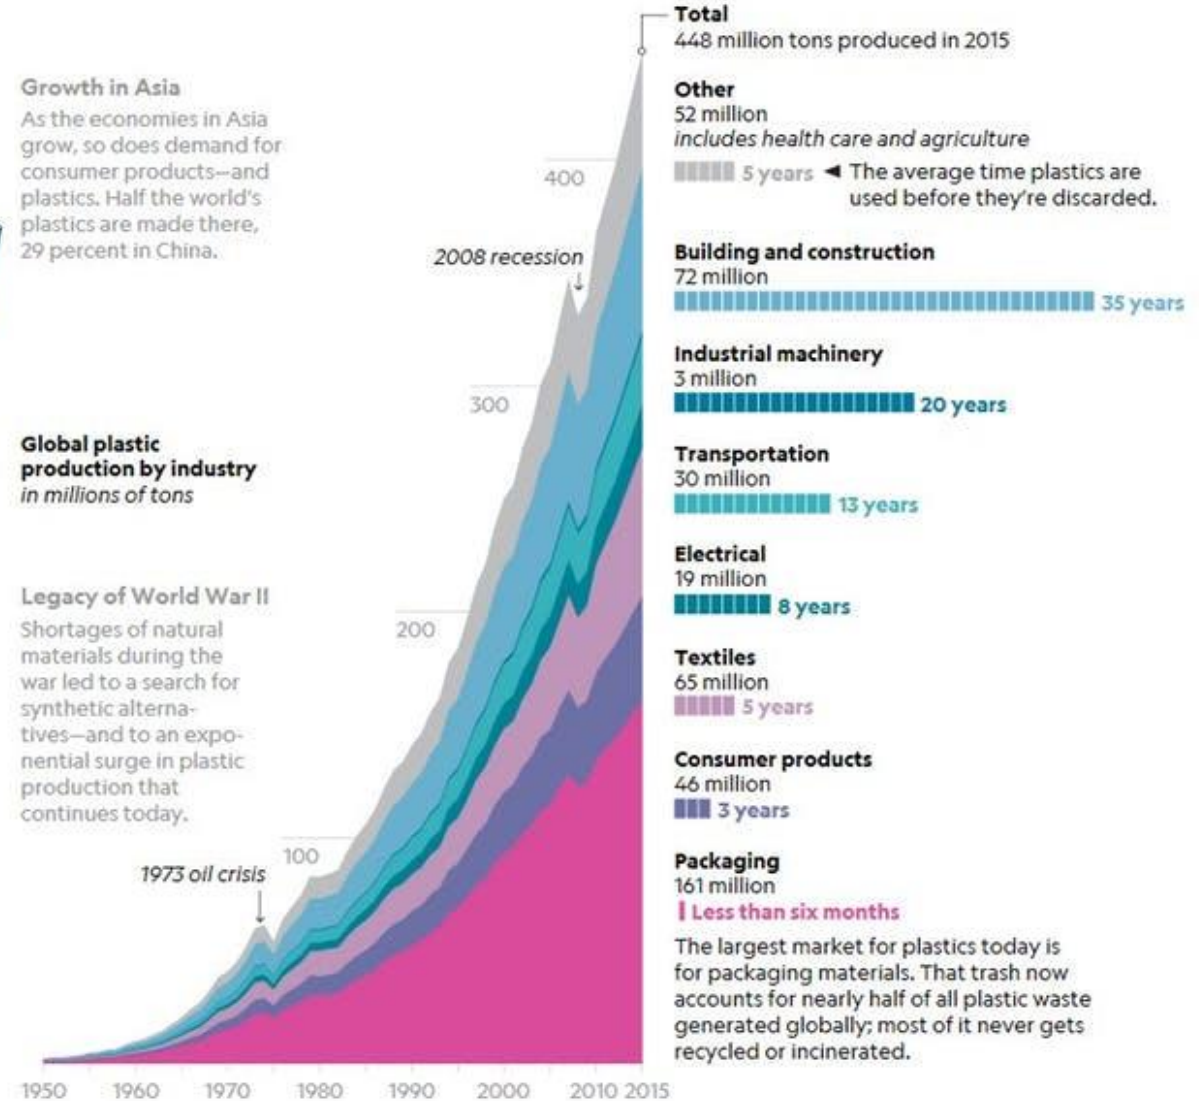 Total
448 million tons produced in 2015
Growth in Asia
As the economies in Asia
grow, so does demand for
consumer products—and
plastics. Half the world's
plastics are made there,
29 percent in China.
Other
52 million
includes health care and agriculture
5 years ◄ The average time plastics are
used before they're discarded.
400
2008 recession
Building and construction
72 million
35 years
Industrial machinery
3 million
20 years
300
Global plastic
production by industry
in millions of tons
Transportation
30 million
13 years
Electrical
19 million
8 years
Legacy of World War II
Shortages of natural
materials during the
war led to a search for
synthetic alterna-
tives—and to an expo-
nential surge in plastic
production that
continues today.
200
Textiles
65 million
5 years
Consumer products
46 million
3 years
100
1973 oil crisis
Packaging
161 million
Less than six months
The largest market for plastics today is
for packaging materials. That trash now
accounts for nearly half of all plastic waste
generated globally; most of it never gets
recycled or incinerated.
1950 1960 1970 1980 1990 2000 2010 2015